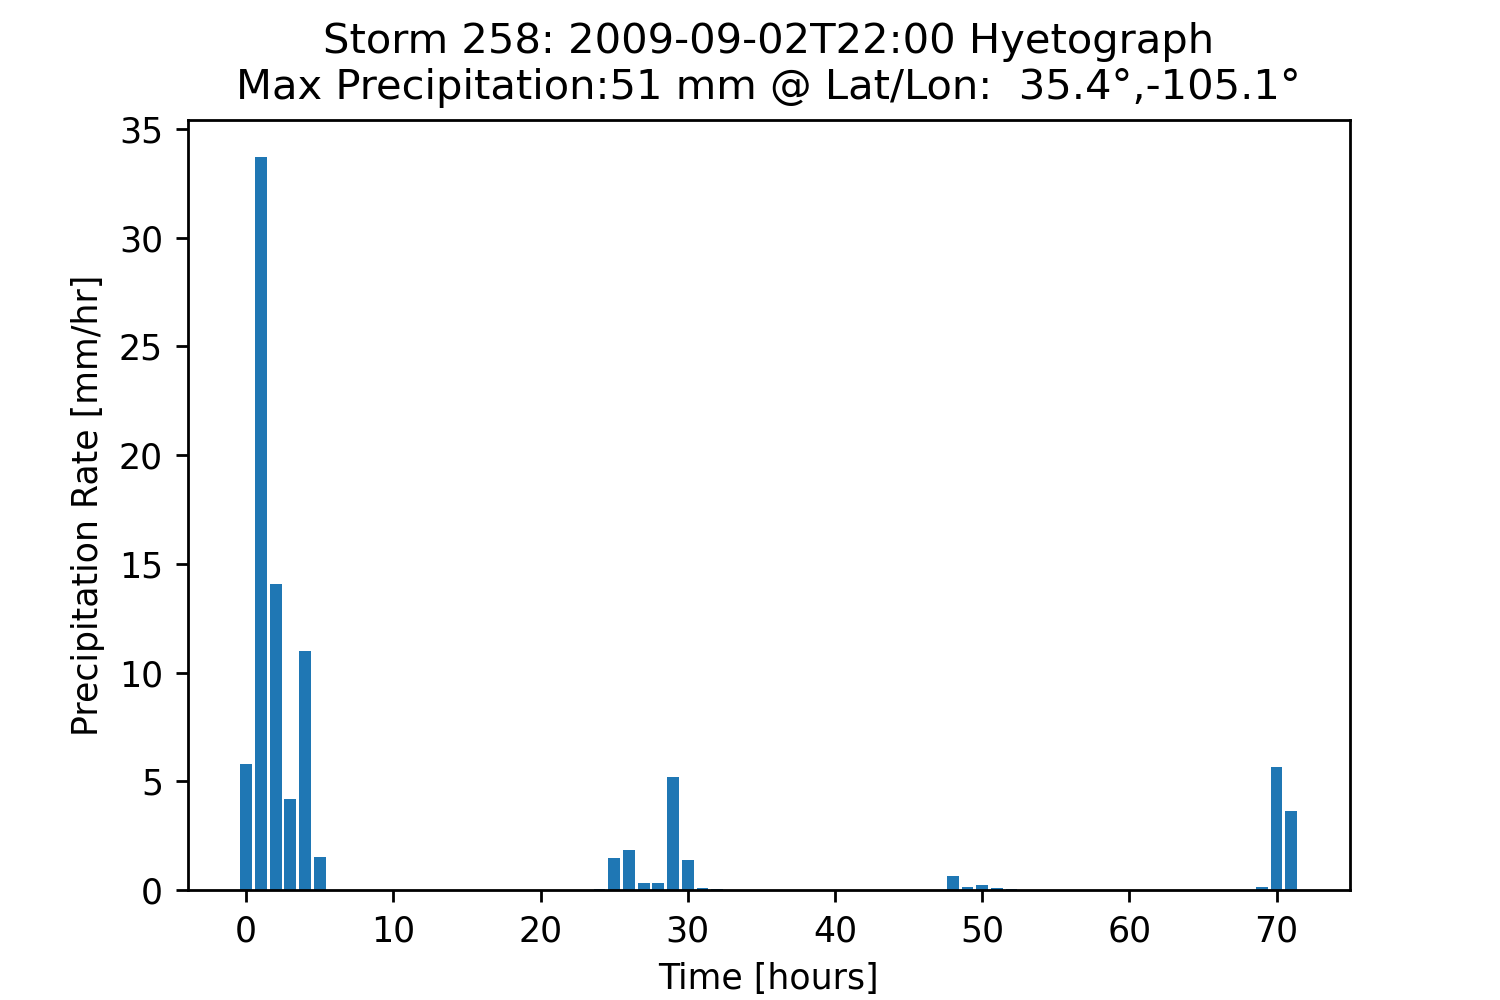 Storm 258: 2009-09-02T22:00 Hyetograph
Max Precipitation:51 mm @ Lat/Lon:  35.4°,-105.1°
35
30
25
20
15
10
5
0
Precipitation Rate [mm/hr]
0 10 20 30 40 50 60 70
Time [hours]